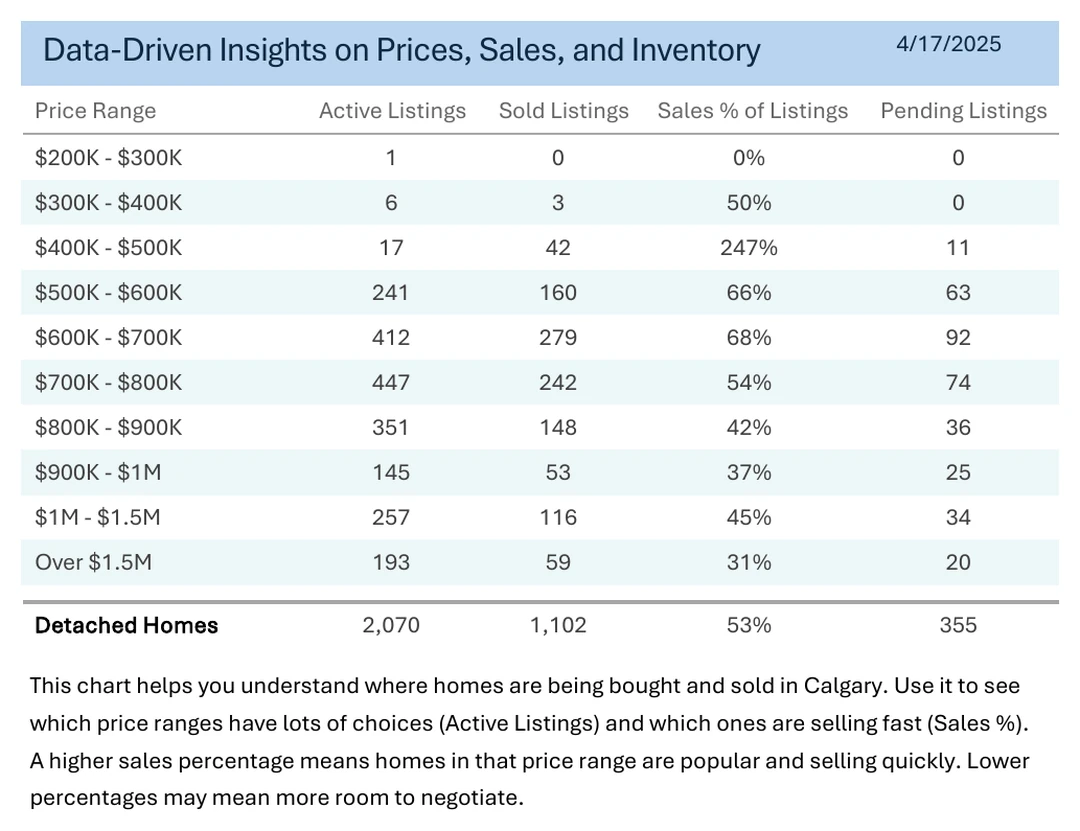 Data-Driven Insights on Prices, Sales, and Inventory 4/17/2025
Price Range Active Listings Sold Listings Sales % of Listings Pending Listings
$200K - $300K 1 0 0% 0
$300K - $400K 6 3 50% 0
$400K - $500K 17 42 247% 11
$500K - $600K 241 160 66% 63
$600K - $700K 412 279 68% 92
$700K - $800K 447 242 54% 74
$800K - $900K 351 148 42% 36
$900K - $1M 145 53 37% 25
$1M - $1.5M 257 116 45% 34
Over $1.5M 193 59 31% 20
Detached Homes 2,070 1,102 53% 355
This chart helps you understand where homes are being bought and sold in Calgary. Use it to see
which price ranges have lots of choices (Active Listings) and which ones are selling fast (Sales %).
A higher sales percentage means homes in that price range are popular and selling quickly. Lower
percentages may mean more room to negotiate.